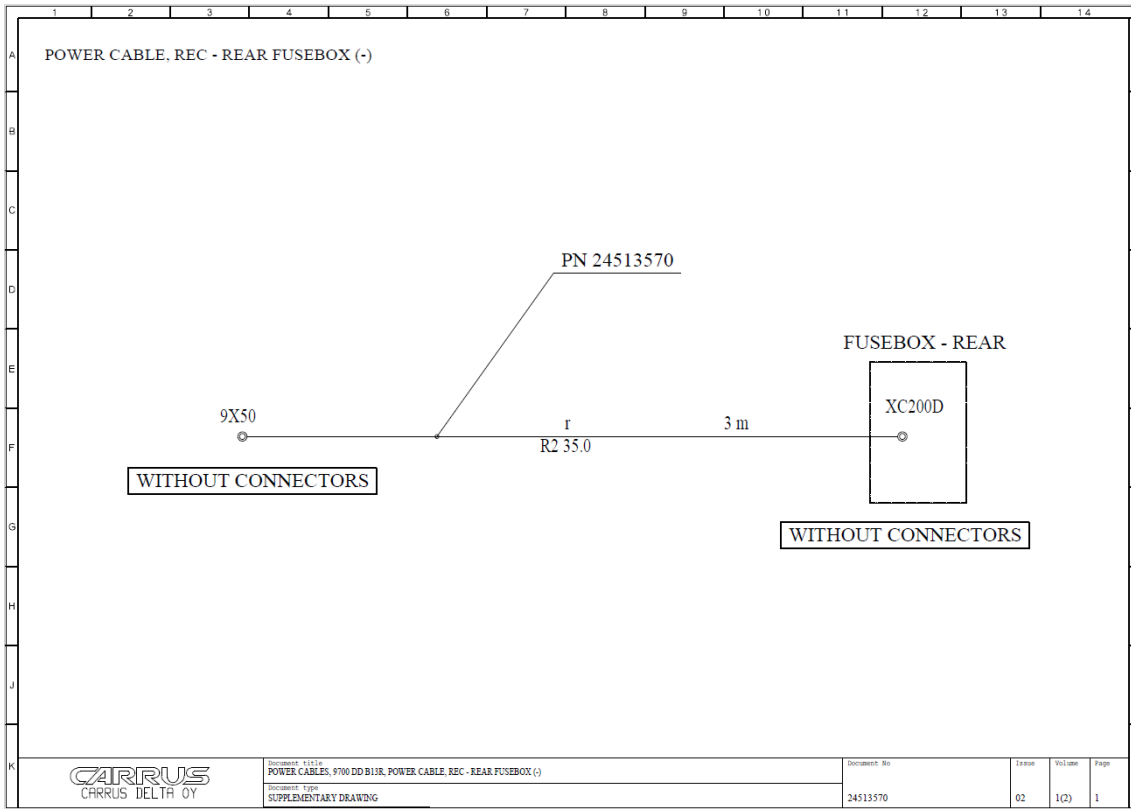 1 2 3 4 5 6 7 8 9 10 11 12 13 14
A
POWER CABLE, REC - REAR FUSEBOX (-)
B
C
PN 24513570
D
FUSEBOX - REAR
E
9X50
XC200D
r
3 m
F
R2 35.0
WITHOUT CONNECTORS
G
WITHOUT CONNECTORS
H
J
K
CARRUS
CARRUS DELTA OY
Document title
POWER CABLES, 9700 DD B13R, POWER CABLE, REC - REAR FUSEBOX (-)
Document type
SUPPLEMENTARY DRAWING
Document No
24513570
Issue
02
Volume
1(2)
Page
1